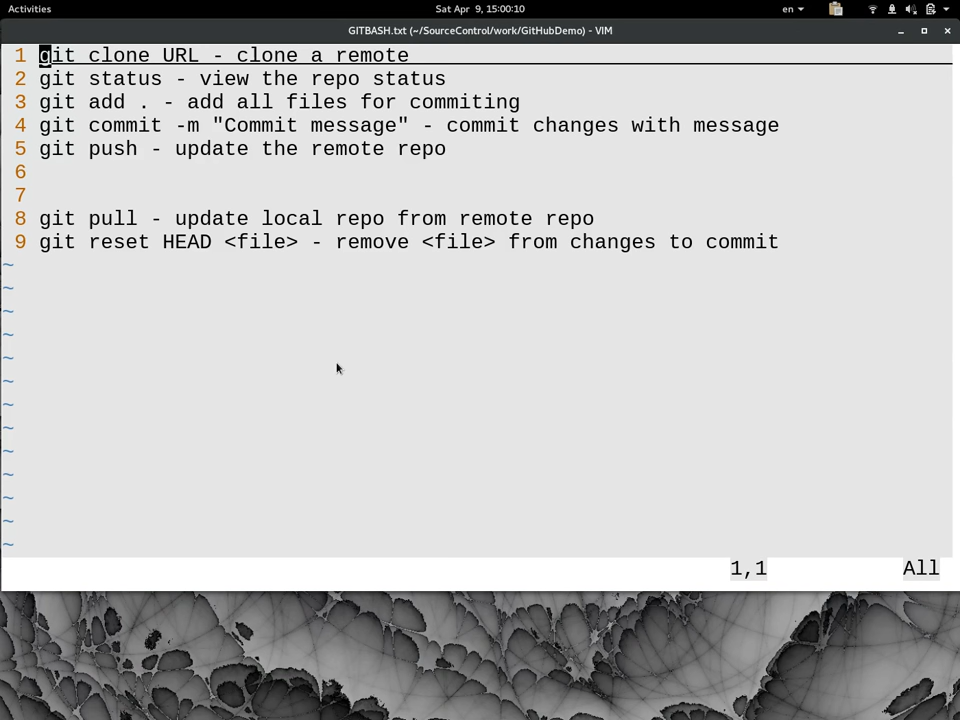 Activities
Sat Apr 9, 15:00:10
en
GITBASH.txt (~/SourceControl/work/GitHubDemo) - VIM
1 git clone URL - clone a remote
2 git status - view the repo status
3 git add . - add all files for commiting
4 git commit -m "Commit message" - commit changes with message
5 git push - update the remote repo
6
7
8 git pull - update local repo from remote repo
9 git reset HEAD <file> - remove <file> from changes to commit
~
~
~
~
~
~
~
~
~
~
~
~
~
1,1 All